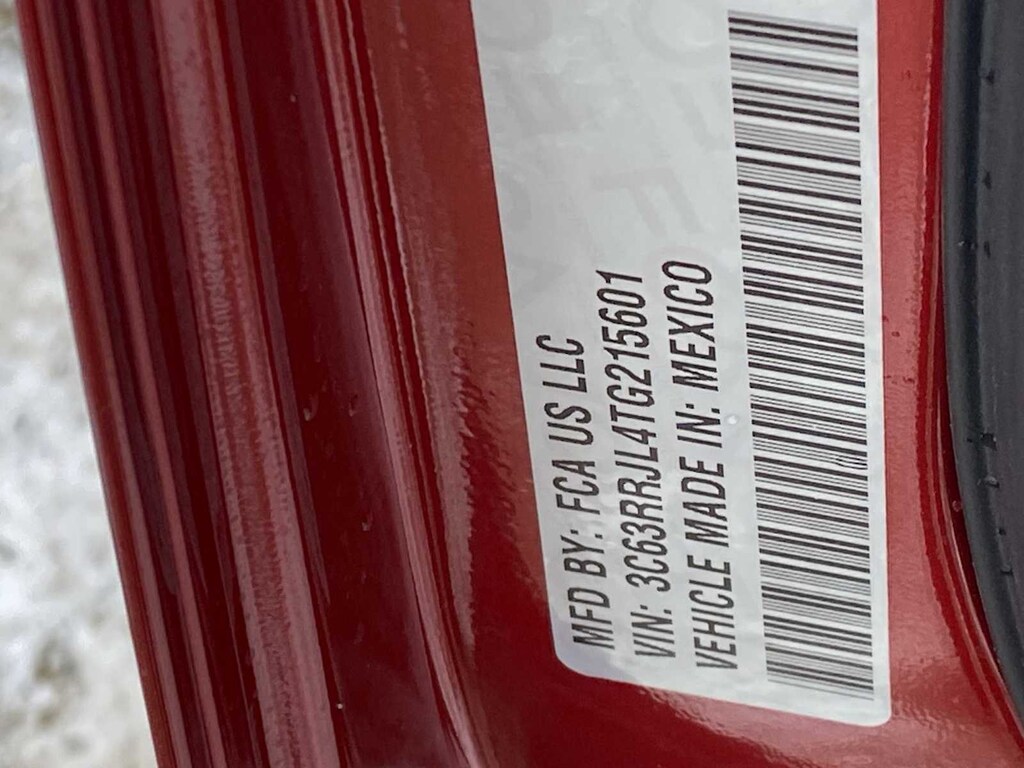 MFD BY: FCA US LLC
VIN: 3C63RRJL4TG215601
VEHICLE MADE IN: MEXICO